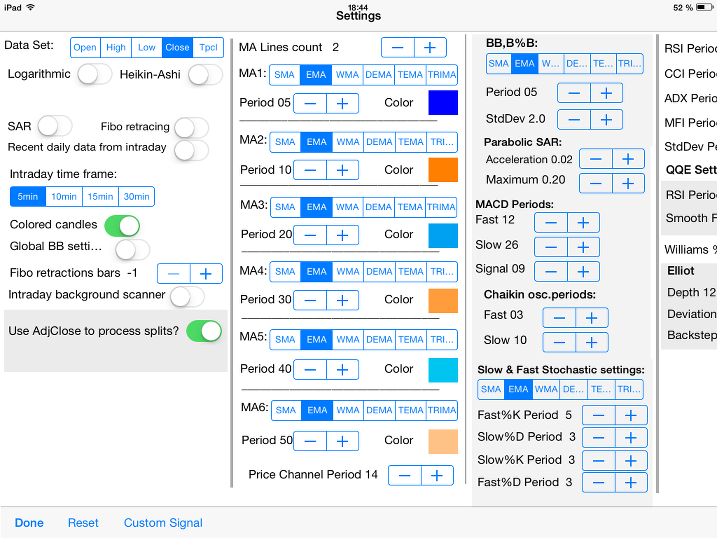 iPad 18:44 52 %
Settings
Data Set: Open High Low Close Tpcl
Logarithmic Heikin-Ashi
SAR Fibo retracing
Recent daily data from intraday
Intraday time frame:
5min 10min 15min 30min
Colored candles
Global BB setti...
Fibo retractions bars -1
Intraday background scanner
Use AdjClose to process splits?
MA Lines count 2
MA1: SMA EMA WMA DEMA TEMA TRIMA
Period 05 Color
MA2: SMA EMA WMA DEMA TEMA TRI...
Period 10 Color
MA3: SMA EMA WMA DEMA TEMA TRI...
Period 20 Color
MA4: SMA EMA WMA DEMA TEMA TRI...
Period 30 Color
MA5: SMA EMA WMA DEMA TEMA TRI...
Period 40 Color
MA6: SMA EMA WMA DEMA TEMA TRIMA
Period 50 Color
Price Channel Period 14
BB,B%B:
SMA EMA W... DE... TE... TRI...
Period 05
StdDev 2.0
Parabolic SAR:
Acceleration 0.02
Maximum 0.20
MACD Periods:
Fast 12
Slow 26
Signal 09
Chaikin osc.periods:
Fast 03
Slow 10
Slow & Fast Stochastic settings:
SMA EMA WMA DE... TE... TRI...
Fast%K Period 5
Slow%D Period 3
Slow%K Period 3
Fast%D Period 3
RSI Perio
CCI Perio
ADX Perio
MFI Perio
StdDev Pe
QQE Sett
RSI Perio
Smooth F
Williams %
Elliot
Depth 12
Deviation
Backstep
Done Reset Custom Signal